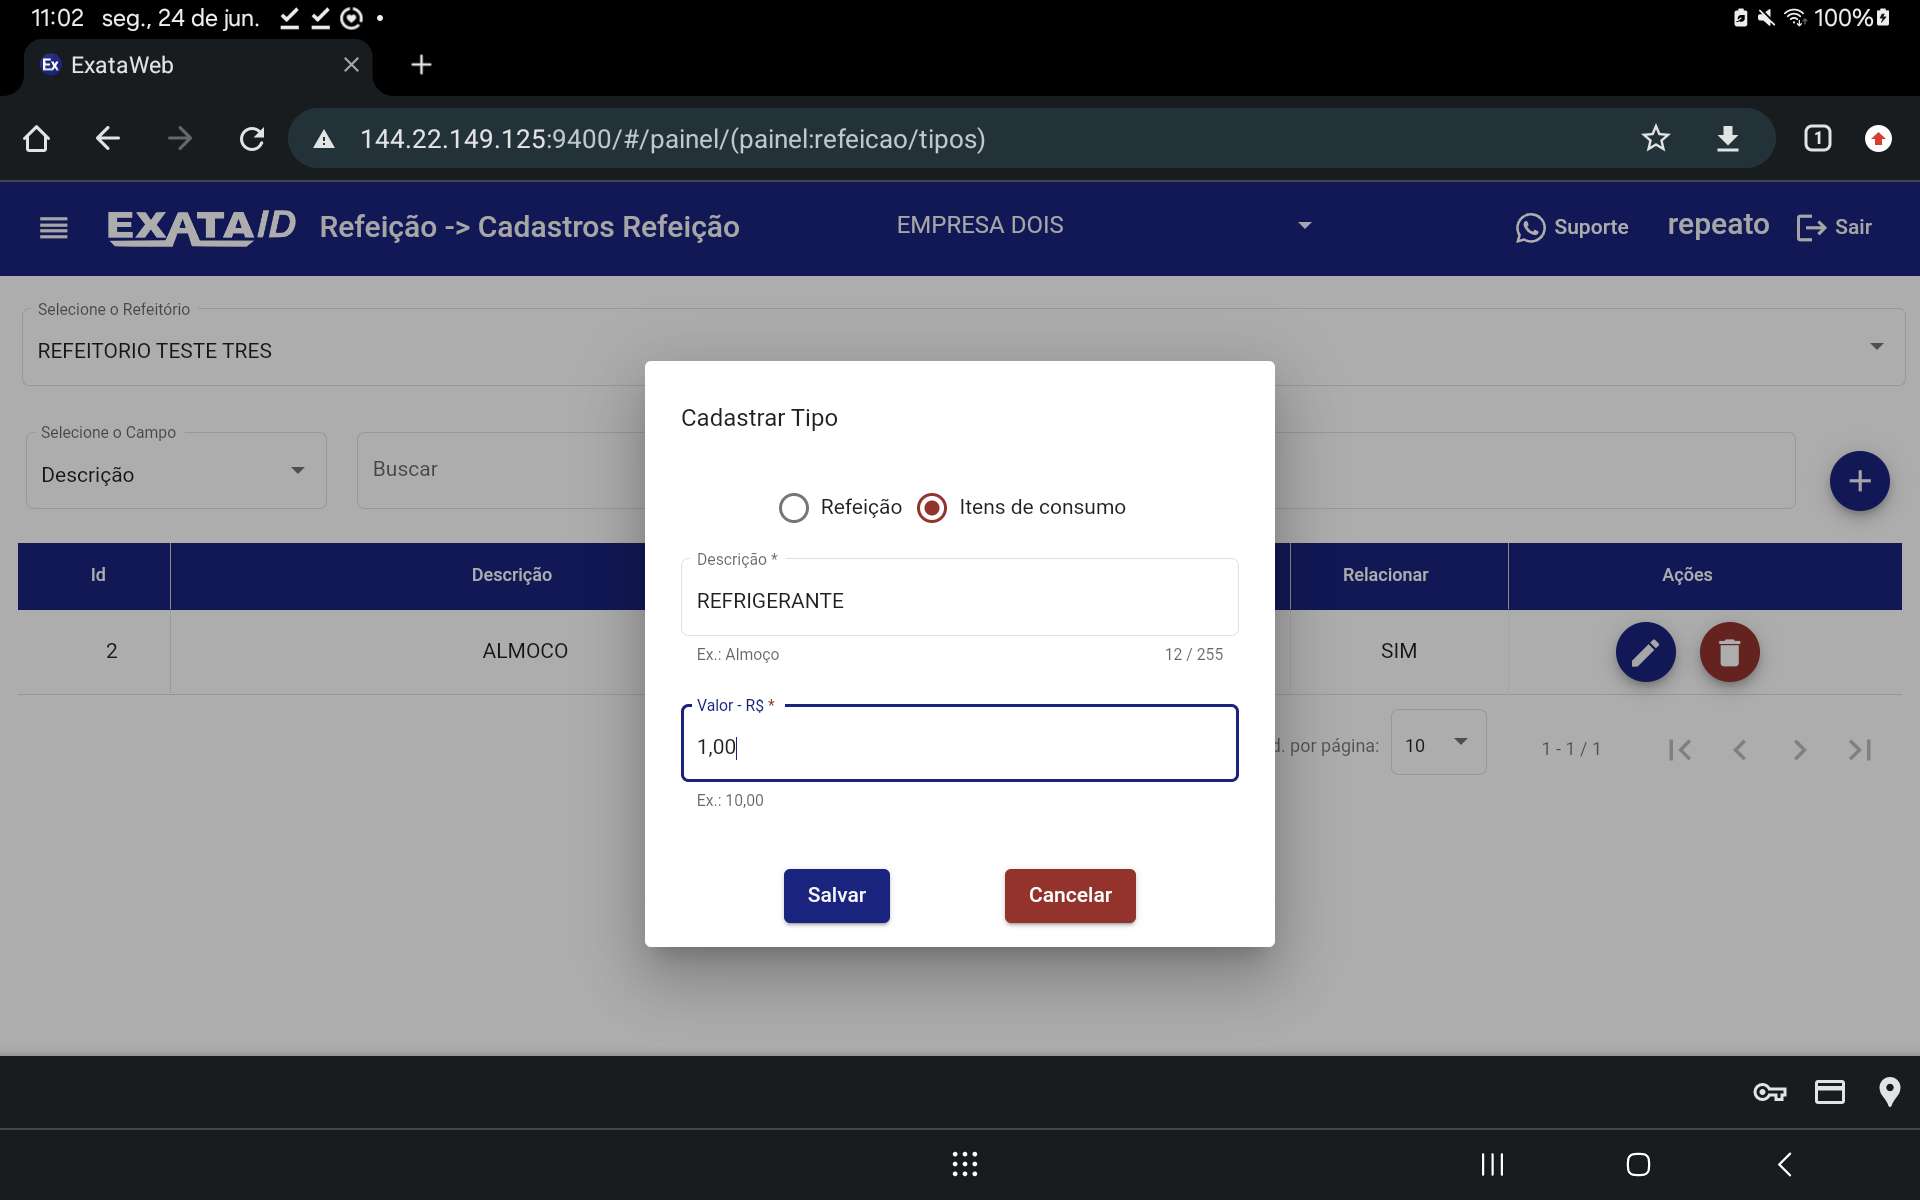 11:02 seg., 24 de jun.
100%
Ex ExataWeb
144.22.149.125:9400/#/painel/(painel:refeicao/tipos)
1
EXATA ID Refeição -> Cadastros Refeição
EMPRESA DOIS
Suporte
repeato
Sair
Selecione o Refeitório
REFEITORIO TESTE TRES
Selecione o Campo
Descrição
Buscar
Id
Descrição
Relacionar
Ações
2
ALMOCO
SIM
d. por página:
10
1 - 1 / 1
Cadastrar Tipo
Refeição
Itens de consumo
Descrição *
REFRIGERANTE
Ex.: Almoço
12 / 255
Valor - R$ *
1,00
Ex.: 10,00
Salvar
Cancelar